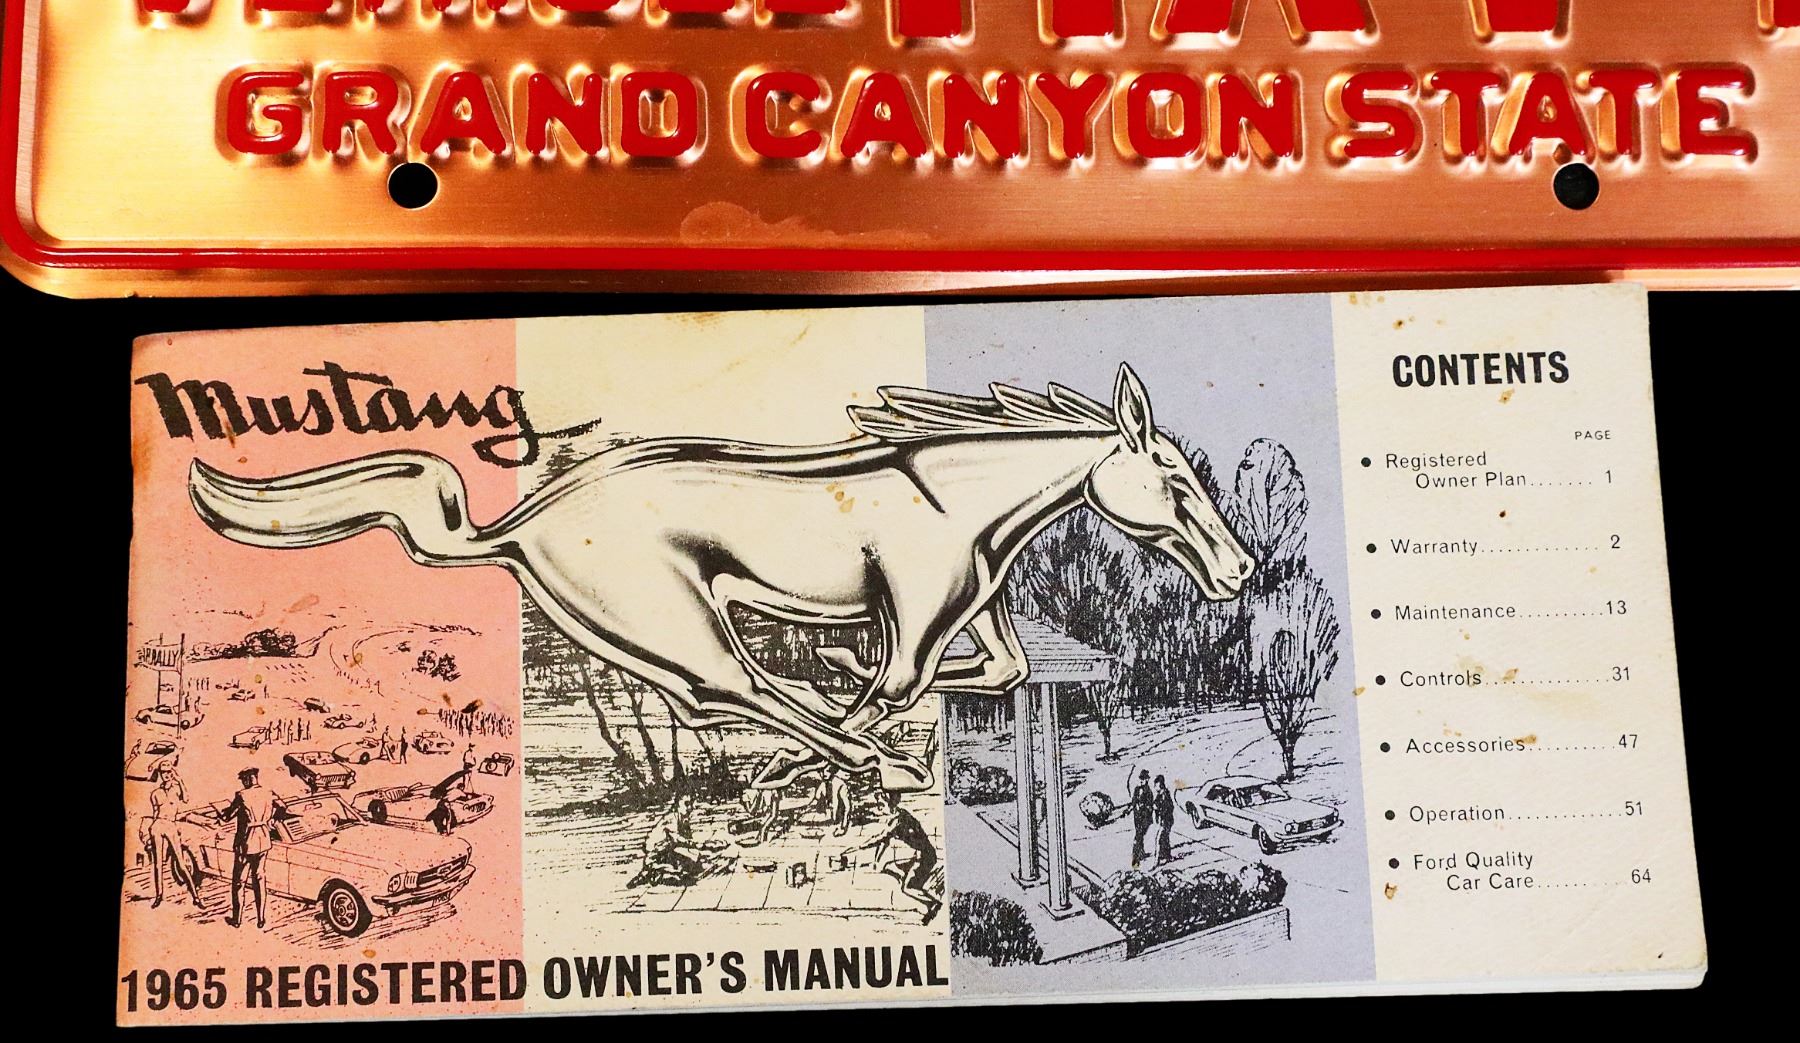 GRAND CANYON STATE
Mustang
RALLY
1965 REGISTERED OWNER'S MANUAL
CONTENTS
PAGE
• Registered
Owner Plan....... 1
• Warranty............. 2
• Maintenance..........13
• Controls..............31
• Accessories..........47
• Operation.............51
• Ford Quality
Car Care..........64